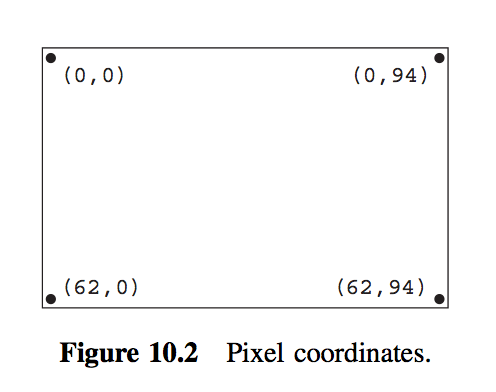 (0,0) (0,94)
(62,0) (62,94)
Figure 10.2 Pixel coordinates.